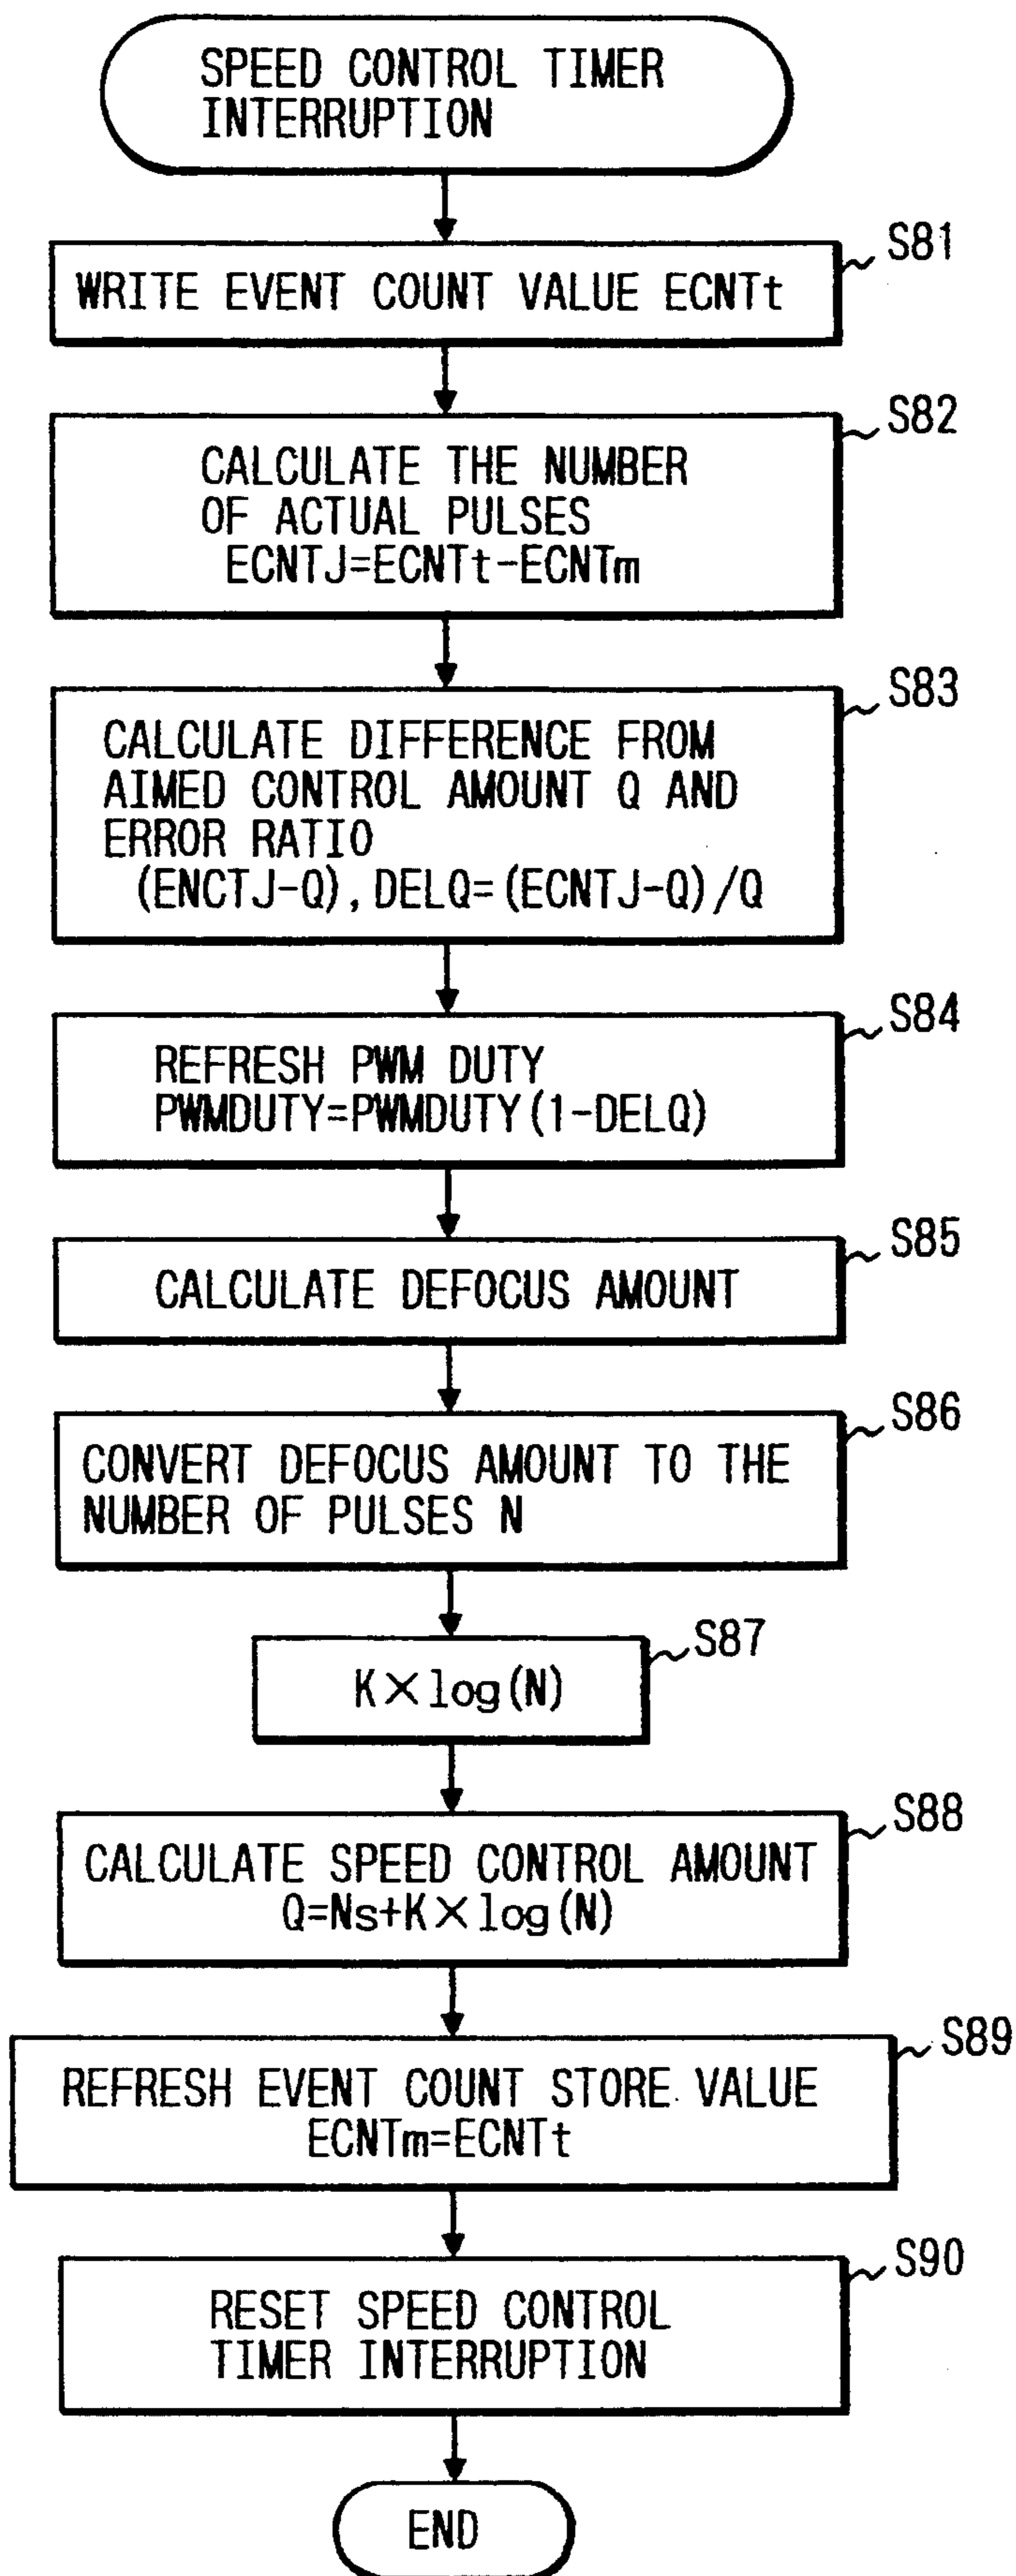 SPEED CONTROL TIMER
INTERRUPTION
S81
WRITE EVENT COUNT VALUE ECNTt
S82
CALCULATE THE NUMBER
OF ACTUAL PULSES
ECNTJ=ECNTt-ECNTm
S83
CALCULATE DIFFERENCE FROM
AIMED CONTROL AMOUNT Q AND
ERROR RATIO
(ENCTJ-Q), DELQ=(ECNTJ-Q)/Q
S84
REFRESH PWM DUTY
PWMDUTY=PWMDUTY(1-DELQ)
S85
CALCULATE DEFOCUS AMOUNT
S86
CONVERT DEFOCUS AMOUNT TO THE
NUMBER OF PULSES N
S87
K×log(N)
S88
CALCULATE SPEED CONTROL AMOUNT
Q=Ns+K×log(N)
S89
REFRESH EVENT COUNT STORE VALUE
ECNTm=ECNTt
S90
RESET SPEED CONTROL
TIMER INTERRUPTION
END